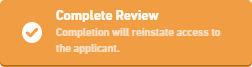 Complete Review
Completion will reinstate access to
the applicant.